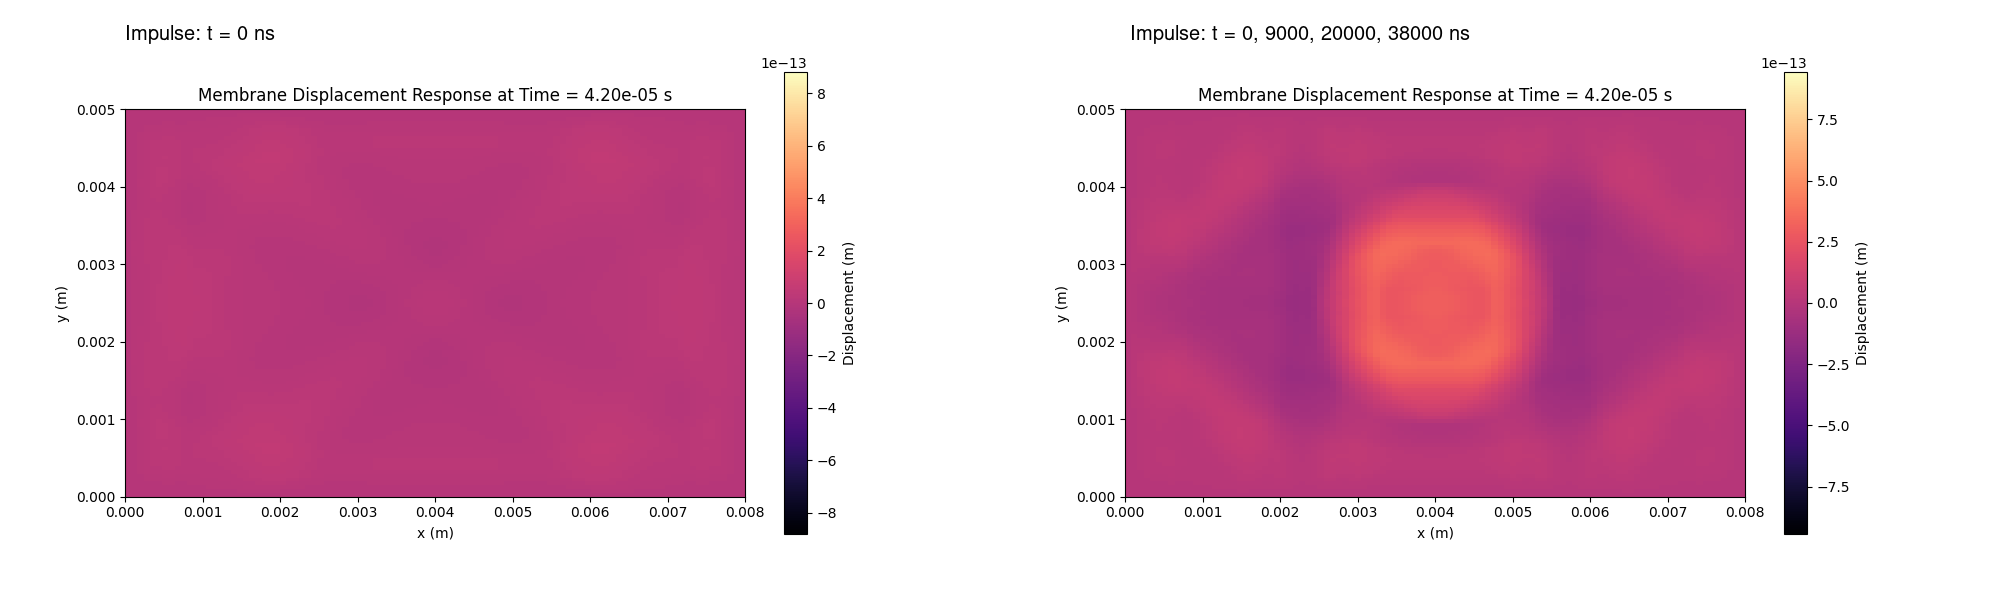 Impulse: t = 0 ns
1e−13
Membrane Displacement Response at Time = 4.20e-05 s
0.005
0.004
0.003
0.002
0.001
0.000
y (m)
0.000 0.001 0.002 0.003 0.004 0.005 0.006 0.007 0.008
x (m)
8
6
4
2
0
−2
−4
−6
−8
Displacement (m)
Impulse: t = 0, 9000, 20000, 38000 ns
1e−13
Membrane Displacement Response at Time = 4.20e-05 s
0.005
0.004
0.003
0.002
0.001
0.000
y (m)
0.000 0.001 0.002 0.003 0.004 0.005 0.006 0.007 0.008
x (m)
7.5
5.0
2.5
0.0
−2.5
−5.0
−7.5
Displacement (m)